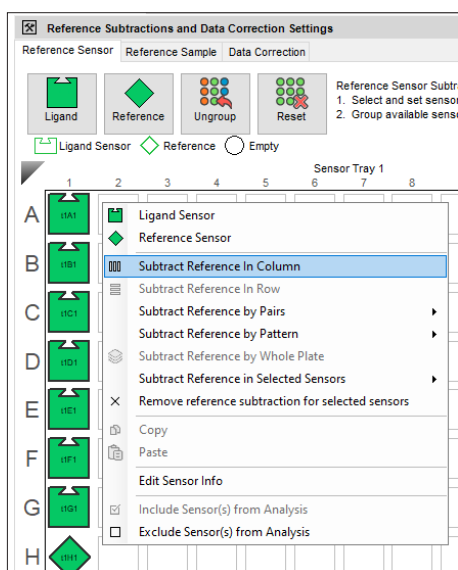 Reference Subtractions and Data Correction Settings
Reference Sensor Reference Sample Data Correction
Ligand Reference Ungroup Reset
Reference Sensor Subtr
1. Select and set sensor
2. Group available senso
Ligand Sensor Reference Empty
Sensor Tray 1
1 2 3 4 5 6 7 8
A t1A1
B t1B1
C t1C1
D t1D1
E t1E1
F t1F1
G t1G1
H t1H1
Ligand Sensor
Reference Sensor
Subtract Reference In Column
Subtract Reference In Row
Subtract Reference by Pairs
Subtract Reference by Pattern
Subtract Reference by Whole Plate
Subtract Reference in Selected Sensors
Remove reference subtraction for selected sensors
Copy
Paste
Edit Sensor Info
Include Sensor(s) from Analysis
Exclude Sensor(s) from Analysis